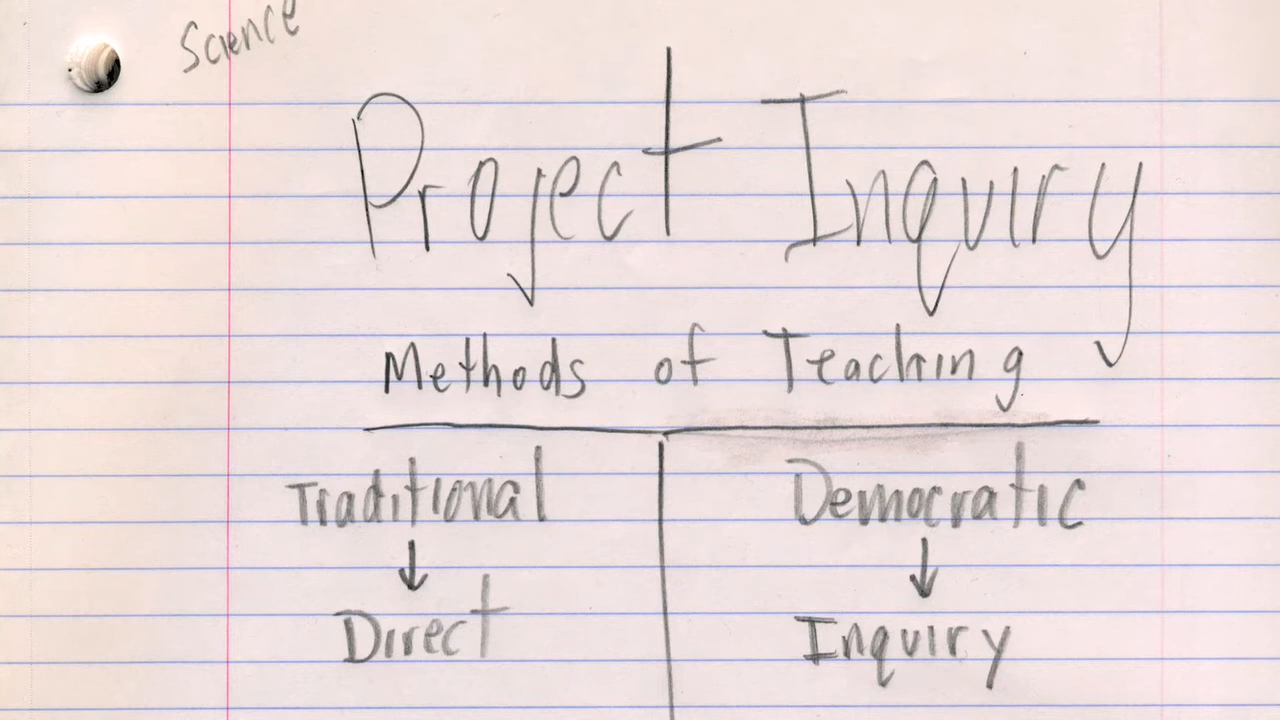 Science
Project Inquiry
Methods of Teaching
Traditional Democratic
↓ ↓
Direct Inquiry